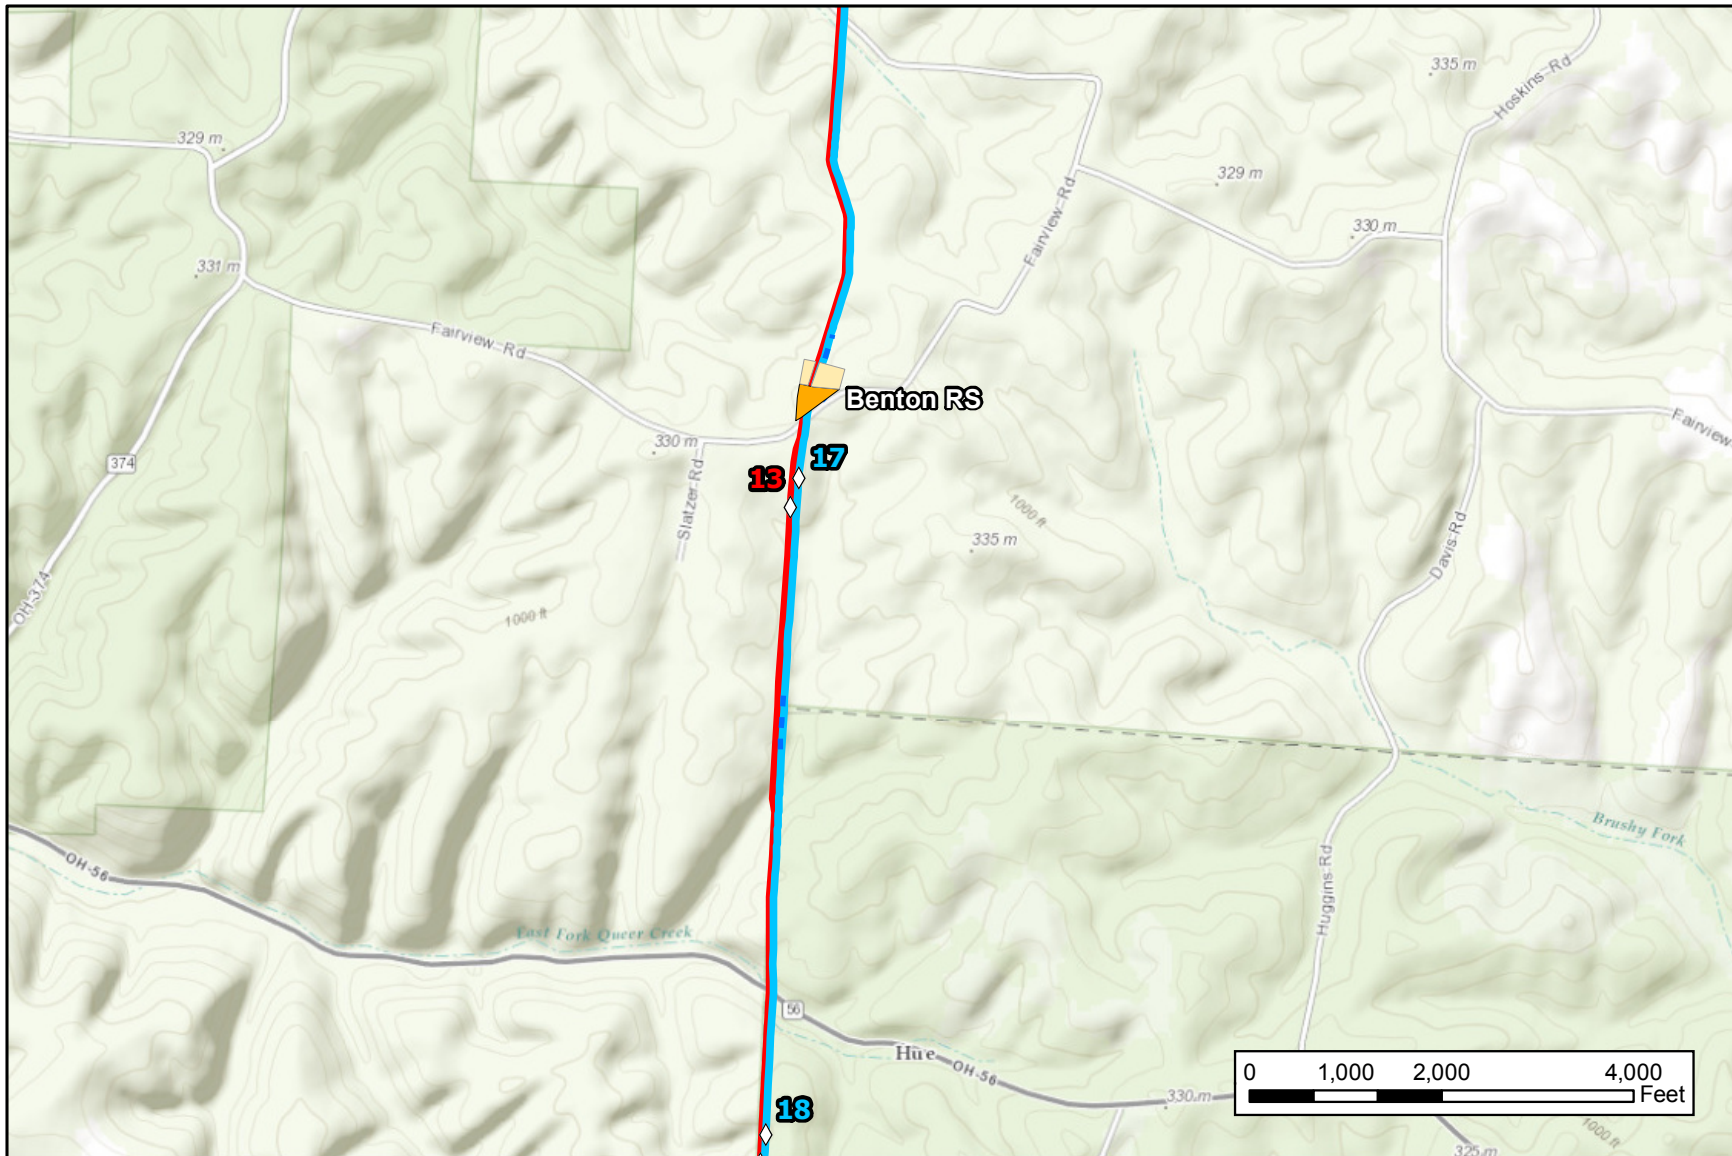 335 m
Hoskins Rd
329 m
329 m
Fairview Rd
330 m
331 m
Fairview Rd
Benton RS
Fairview
330 m
17
13
374
Slatzer Rd
1000 ft
335 m
Davis Rd
OH-374
1000 ft
Brushy Fork
OH-56
Huggins Rd
East Fork Queer Creek
56
Hue
OH-56
0 1,000 2,000 4,000
Feet
330 m
18
1000 ft
325 m